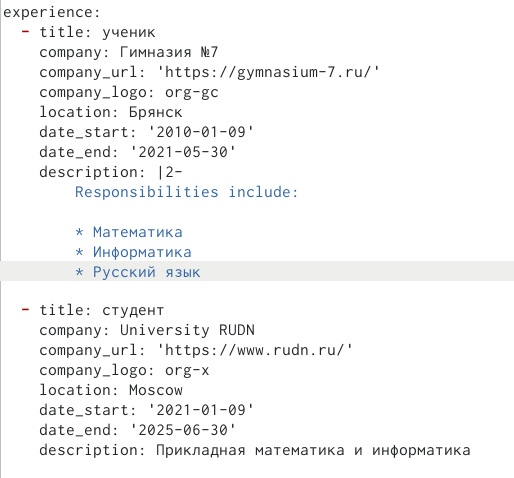 experience:
  - title: ученик
    company: Гимназия №7
    company_url: 'https://gymnasium-7.ru/'
    company_logo: org-gc
    location: Брянск
    date_start: '2010-01-09'
    date_end: '2021-05-30'
    description: |2-
        Responsibilities include:

        * Математика
        * Информатика
        * Русский язык

  - title: студент
    company: University RUDN
    company_url: 'https://www.rudn.ru/'
    company_logo: org-x
    location: Moscow
    date_start: '2021-01-09'
    date_end: '2025-06-30'
    description: Прикладная математика и информатика